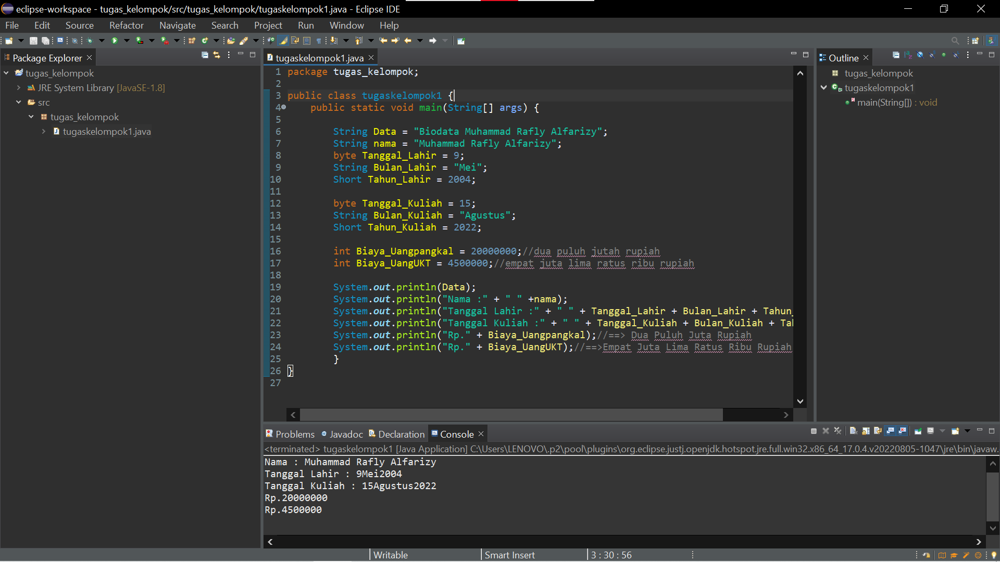 eclipse-workspace - tugas_kelompok/src/tugas_kelompok/tugaskelompok1.java - Eclipse IDE
File Edit Source Refactor Navigate Search Project Run Window Help
Package Explorer
tugas_kelompok
JRE System Library [JavaSE-1.8]
src
tugas_kelompok
tugaskelompok1.java
tugaskelompok1.java
1 package tugas_kelompok;
2
3 public class tugaskelompok1 {
4 public static void main(String[] args) {
5
6 String Data = "Biodata Muhammad Rafly Alfarizy";
7 String nama = "Muhammad Rafly Alfarizy";
8 byte Tanggal_Lahir = 9;
9 String Bulan_Lahir = "Mei";
10 Short Tahun_Lahir = 2004;
11
12 byte Tanggal_Kuliah = 15;
13 String Bulan_Kuliah = "Agustus";
14 Short Tahun_Kuliah = 2022;
15
16 int Biaya_Uangpangkal = 20000000;//dua puluh jutah rupiah
17 int Biaya_UangUKT = 4500000;//empat juta lima ratus ribu rupiah
18
19 System.out.println(Data);
20 System.out.println("Nama :" + " " +nama);
21 System.out.println("Tanggal Lahir :" + " " + Tanggal_Lahir + Bulan_Lahir + Tahun_
22 System.out.println("Tanggal Kuliah :" + " " + Tanggal_Kuliah + Bulan_Kuliah + Tah
23 System.out.println("Rp." + Biaya_Uangpangkal);//==> Dua Puluh Juta Rupiah
24 System.out.println("Rp." + Biaya_UangUKT);//==>Empat Juta Lima Ratus Ribu Rupiah
25 }
26 }
27
Outline
tugas_kelompok
tugaskelompok1
main(String[]) : void
Problems Javadoc Declaration Console
<terminated> tugaskelompok1 [Java Application] C:\Users\LENOVO\.p2\pool\plugins\org.eclipse.justj.openjdk.hotspot.jre.full.win32.x86_64_17.0.4.v20220805-1047\jre\bin\javaw.
Nama : Muhammad Rafly Alfarizy
Tanggal Lahir : 9Mei2004
Tanggal Kuliah : 15Agustus2022
Rp.20000000
Rp.4500000
Writable Smart Insert 3 : 30 : 56